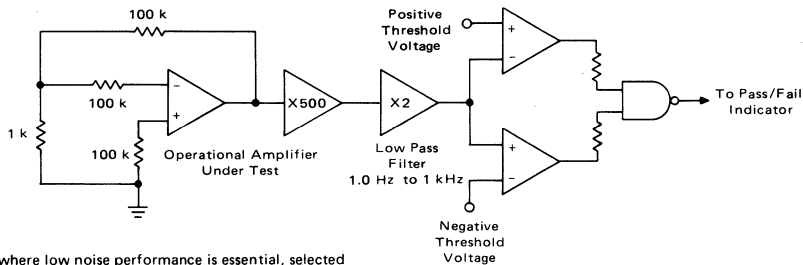 100 k
Positive
Threshold
Voltage
+
-
-
+
100 k
X500
X2
To Pass/Fail
Indicator
1 k
100 k
Operational Amplifier
Under Test
Low Pass
Filter
1.0 Hz to 1 kHz
+
-
Negative
Threshold
Voltage
where low noise performance is essential, selected